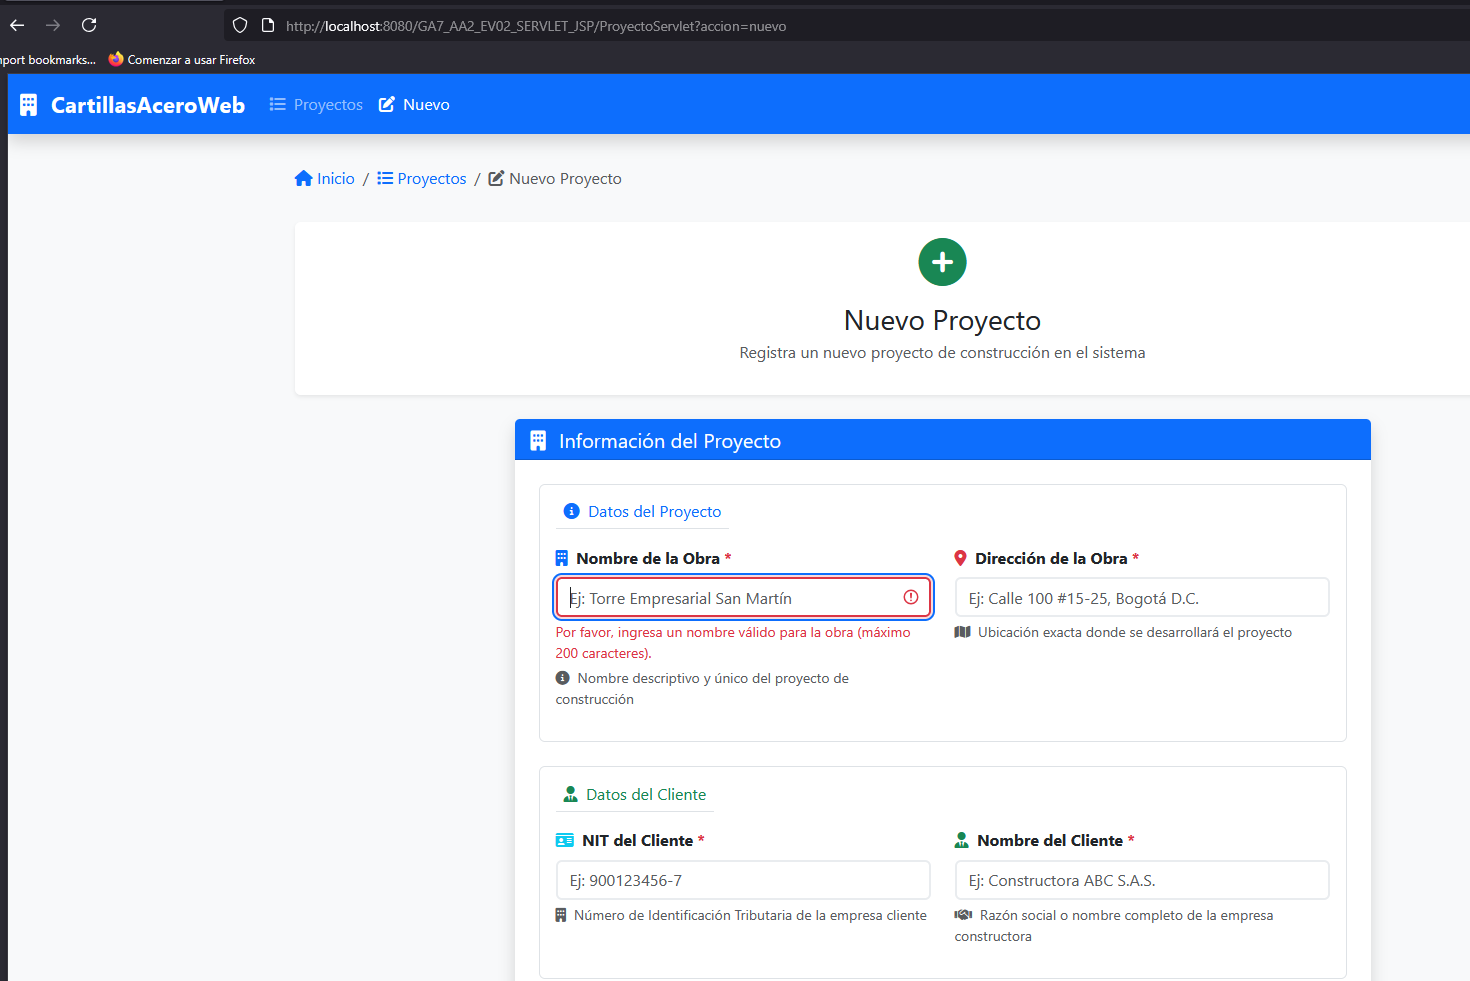 http://localhost:8080/GA7_AA2_EV02_SERVLET_JSP/ProyectoServlet?accion=nuevo
nport bookmarks... Comenzar a usar Firefox
CartillasAceroWeb Proyectos Nuevo
Inicio / Proyectos / Nuevo Proyecto
Nuevo Proyecto
Registra un nuevo proyecto de construcción en el sistema
Información del Proyecto
Datos del Proyecto
Nombre de la Obra * Dirección de la Obra *
Ej: Torre Empresarial San Martín Ej: Calle 100 #15-25, Bogotá D.C.
Por favor, ingresa un nombre válido para la obra (máximo Ubicación exacta donde se desarrollará el proyecto
200 caracteres).
Nombre descriptivo y único del proyecto de
construcción
Datos del Cliente
NIT del Cliente * Nombre del Cliente *
Ej: 900123456-7 Ej: Constructora ABC S.A.S.
Número de Identificación Tributaria de la empresa cliente Razón social o nombre completo de la empresa
constructora